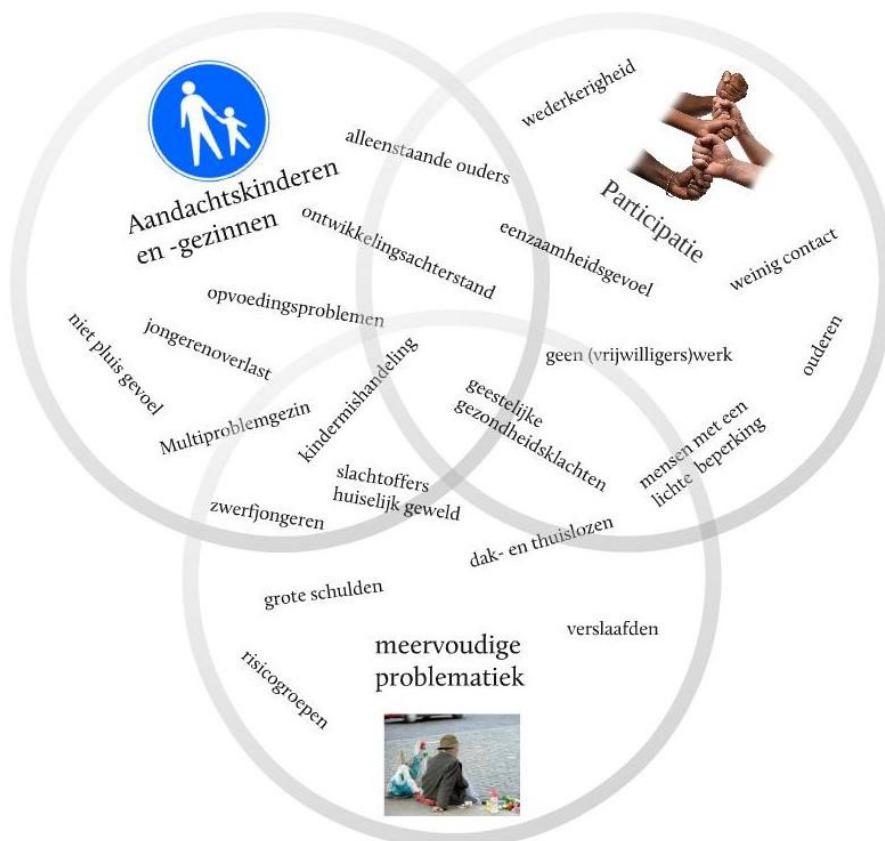 Aandachtskinderen
en -gezinnen
alleenstaande ouders
ontwikkelingsachterstand
opvoedingsproblemen
jongerenoverlast
niet pluis gevoel
Multiprobleemgezin
kindermishandeling
slachtoffers
huiselijk geweld
zwerfjongeren
wederkerigheid
Participatie
eenzaamheidsgevoel
weinig contact
ouderen
geen (vrijwilligers)werk
geestelijke
gezondheidsklachten
mensen met een
lichte beperking
dak- en thuislozen
grote schulden
verslaafden
meervoudige
problematiek
risicogroepen